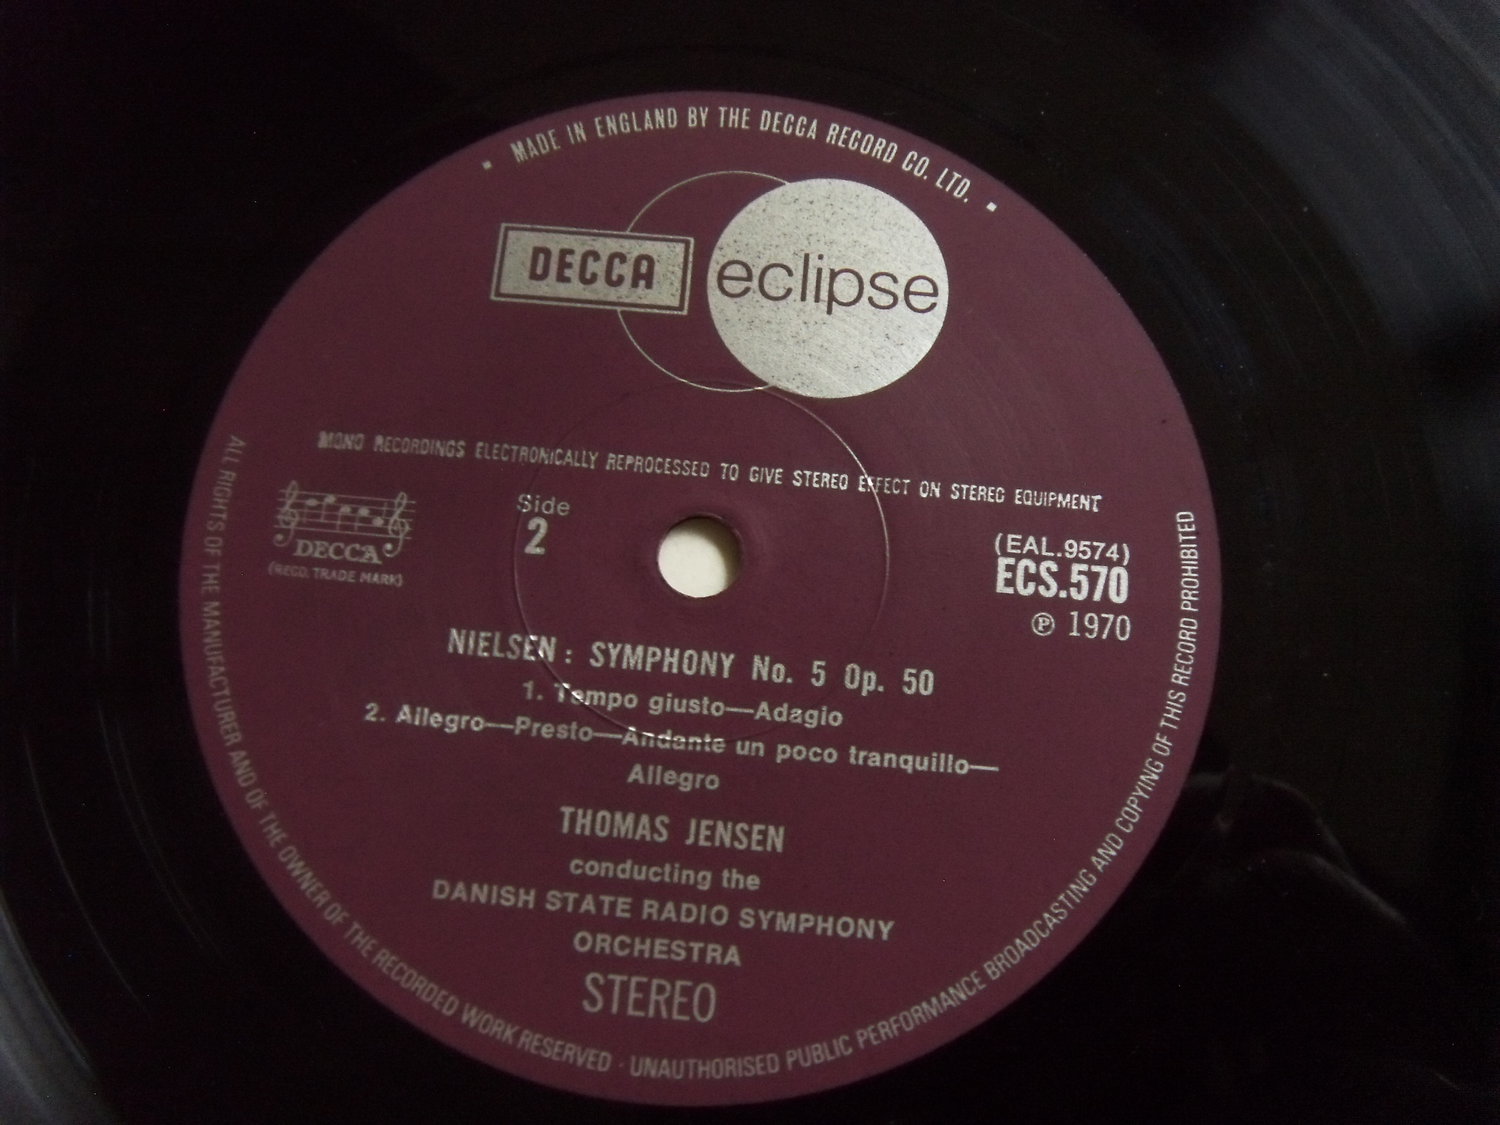 • MADE IN ENGLAND BY THE DECCA RECORD CO. LTD. •
DECCA eclipse
MONO RECORDINGS ELECTRONICALLY REPROCESSED TO GIVE STEREO EFFECT ON STEREO EQUIPMENT
DECCA
(REGD. TRADE MARK)
Side
2
(EAL.9574)
ECS.570
℗ 1970
NIELSEN: SYMPHONY No. 5 Op. 50
1. Tempo giusto—Adagio
2. Allegro—Presto—Andante un poco tranquillo—
Allegro
THOMAS JENSEN
conducting the
DANISH STATE RADIO SYMPHONY
ORCHESTRA
STEREO
ALL RIGHTS OF THE MANUFACTURER AND OF THE OWNER OF THE RECORDED WORK RESERVED · UNAUTHORISED PUBLIC PERFORMANCE BROADCASTING AND COPYING OF THIS RECORD PROHIBITED